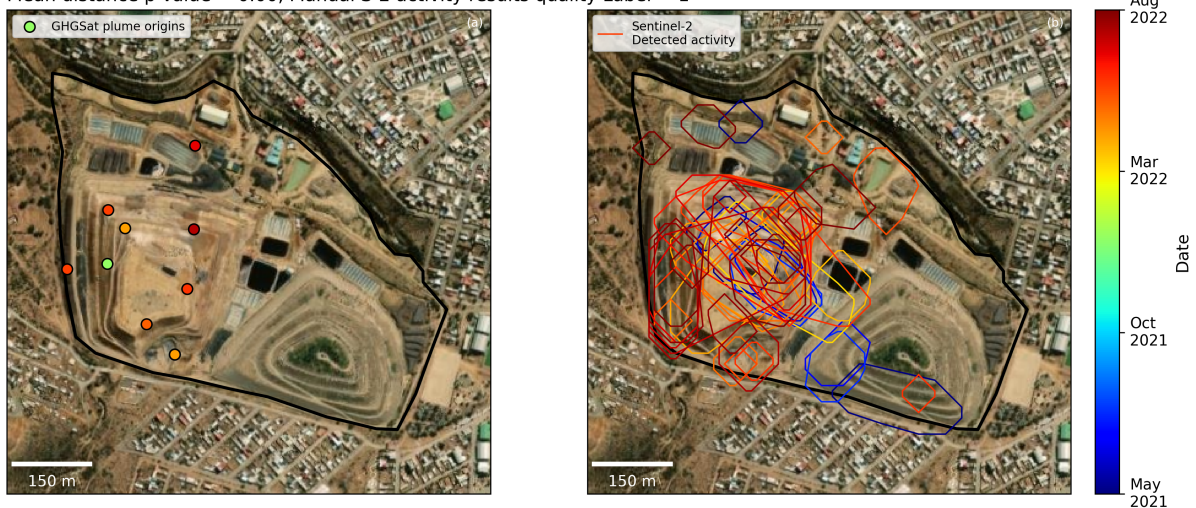 (a)
GHGSat plume origins
150 m
(b)
Sentinel-2
Detected activity
150 m
Aug
2022
Mar
2022
Oct
2021
May
2021
Date